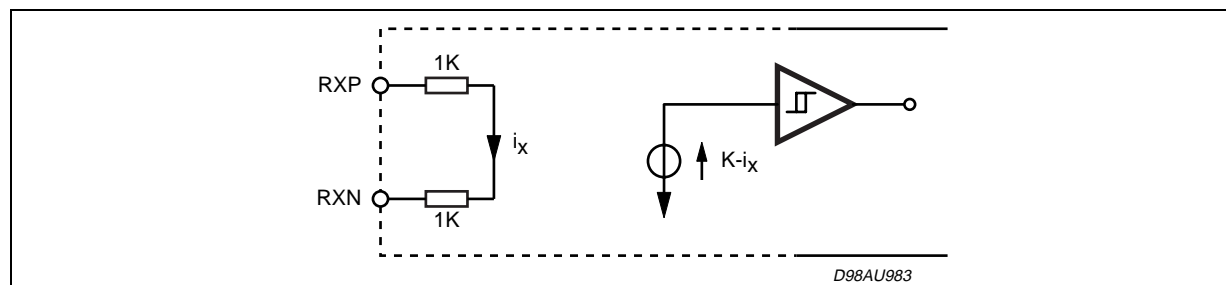 1K
RXP
ix
K-ix
RXN
1K
D98AU983